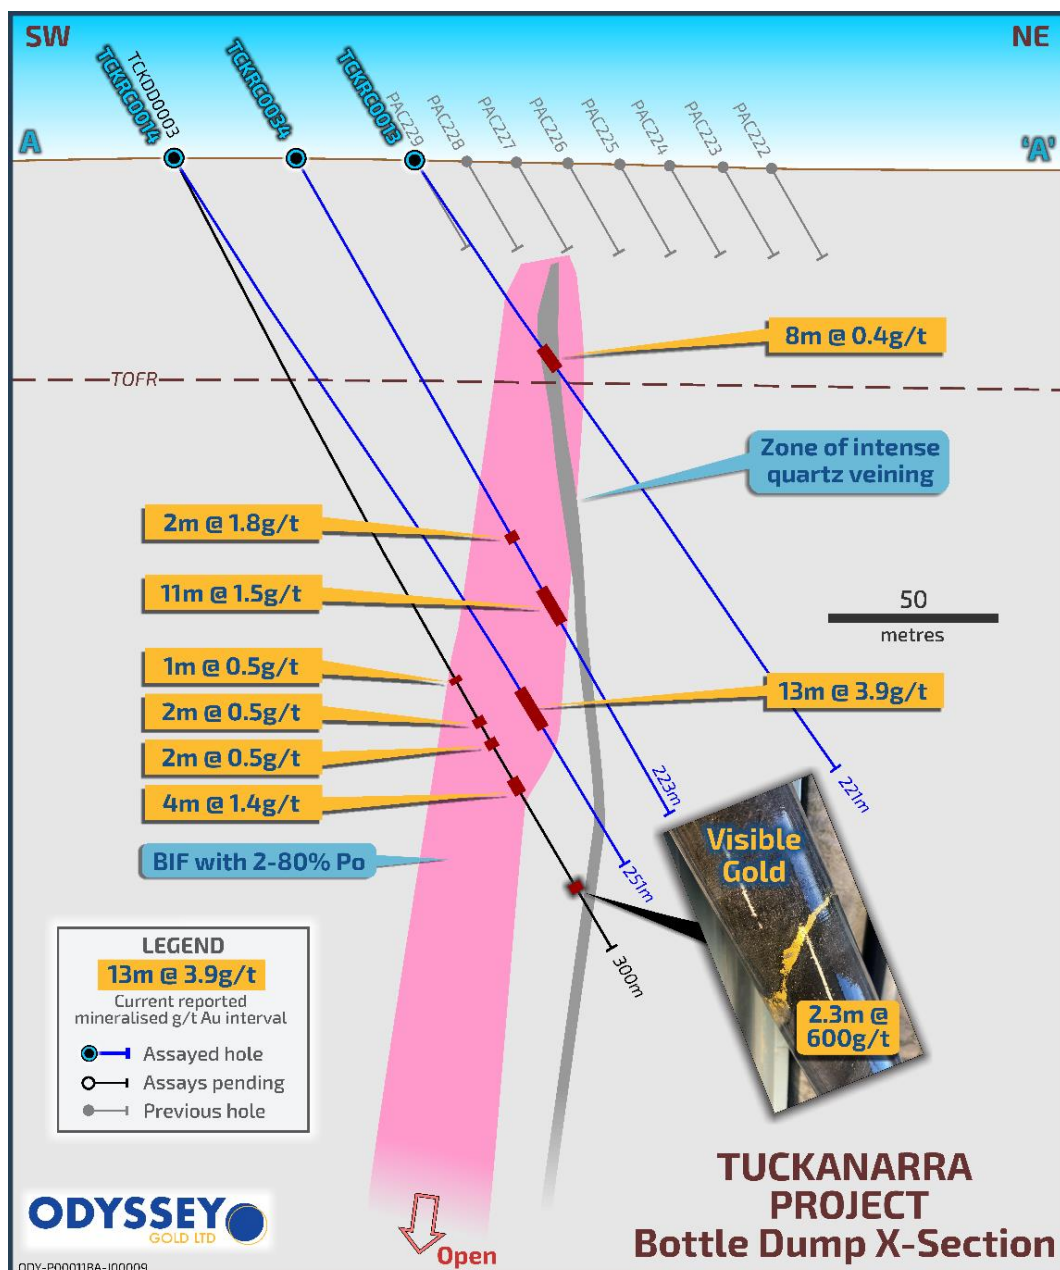 SW
NE
TCKDD0003
TCKRC0014
TCKRC0034
TCKRC0013
PAC229
PAC228
PAC227
PAC226
PAC225
PAC224
PAC223
PAC222
A
'A'
8m @ 0.4g/t
TOFR
Zone of intense
quartz veining
2m @ 1.8g/t
11m @ 1.5g/t
50
metres
1m @ 0.5g/t
13m @ 3.9g/t
2m @ 0.5g/t
2m @ 0.5g/t
4m @ 1.4g/t
223m
221m
Visible
Gold
BIF with 2-80% Po
251m
300m
LEGEND
13m @ 3.9g/t
Current reported
mineralised g/t Au interval
Assayed hole
Assays pending
Previous hole
2.3m @
600g/t
TUCKANARRA
PROJECT
Bottle Dump X-Section
ODYSSEY
GOLD LTD
Open